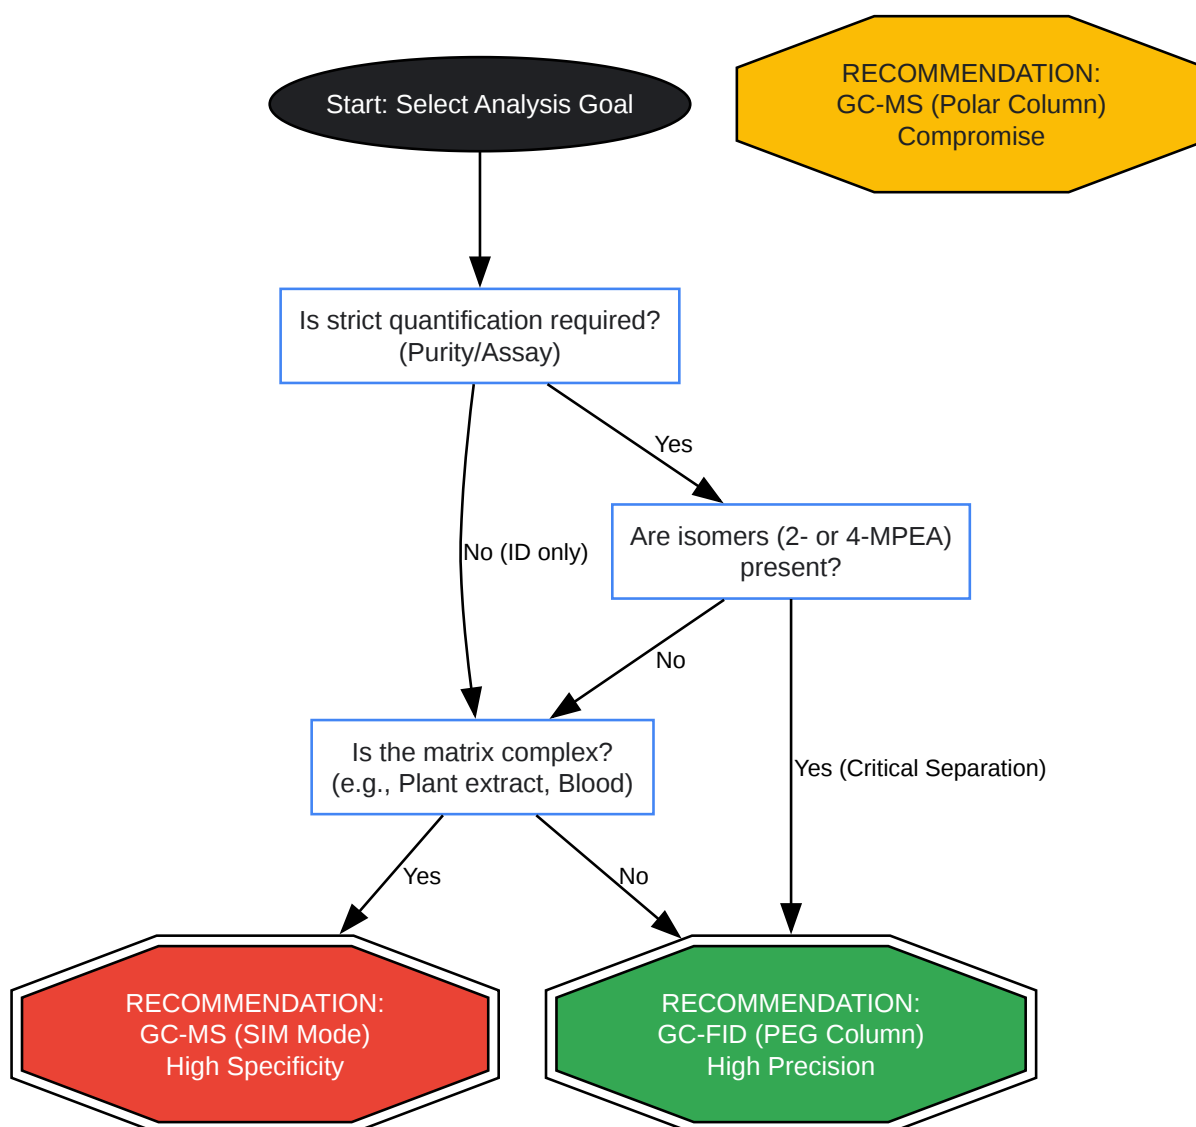 Start: Select Analysis Goal
RECOMMENDATION:
GC-MS (Polar Column)
Compromise
Is strict quantification required?
(Purity/Assay)
Yes
No (ID only)
Are isomers (2- or 4-MPEA)
present?
No
Is the matrix complex?
(e.g., Plant extract, Blood)
Yes (Critical Separation)
Yes
No
RECOMMENDATION:
GC-MS (SIM Mode)
High Specificity
RECOMMENDATION:
GC-FID (PEG Column)
High Precision